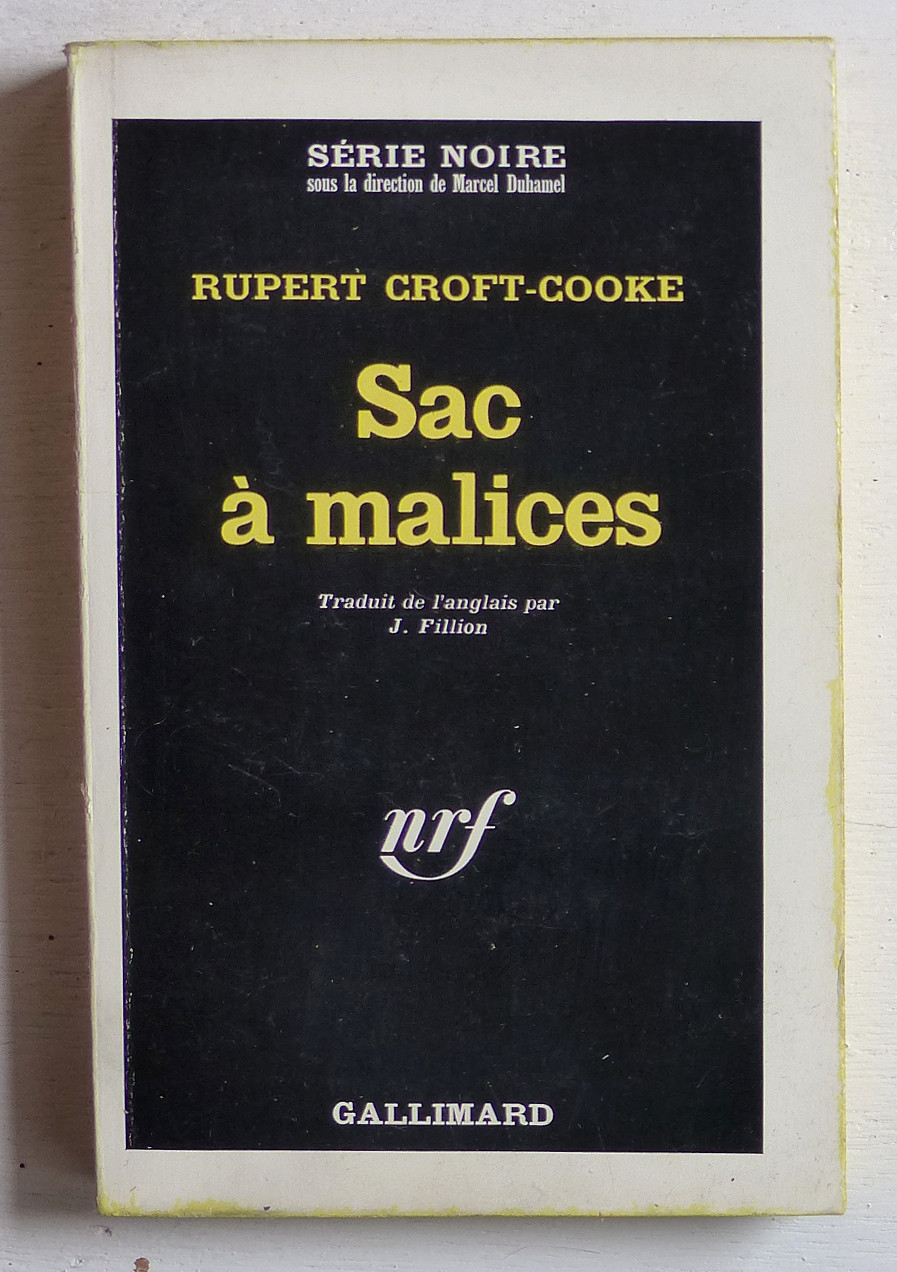 SÉRIE NOIRE
sous la direction de Marcel Duhamel
RUPERT CROFT-COOKE
Sac
à malices
Traduit de l'anglais par
J. Fillion
nrf
GALLIMARD